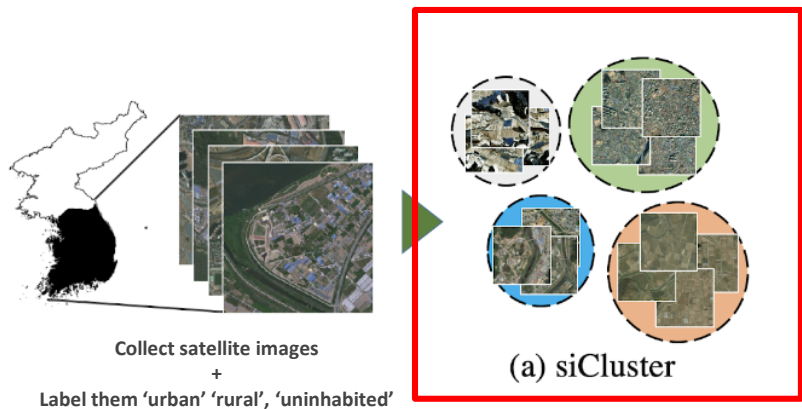 Collect satellite images
+
Label them ‘urban’ ‘rural’, ‘uninhabited’
(a) siCluster